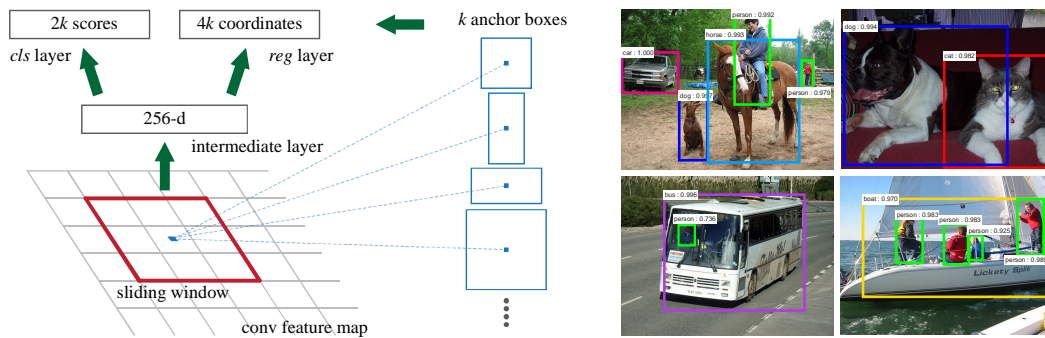 2k scores
4k coordinates
k anchor boxes
cls layer
reg layer
256-d
intermediate layer
sliding window
conv feature map
person : 0.992
horse : 0.993
car : 1.000
dog : 0.997
person : 0.979
dog : 0.994
cat : 0.982
bus : 0.996
person : 0.736
boat : 0.970
person : 0.983
person : 0.983
person : 0.925
person : 0.989
Lickety Split